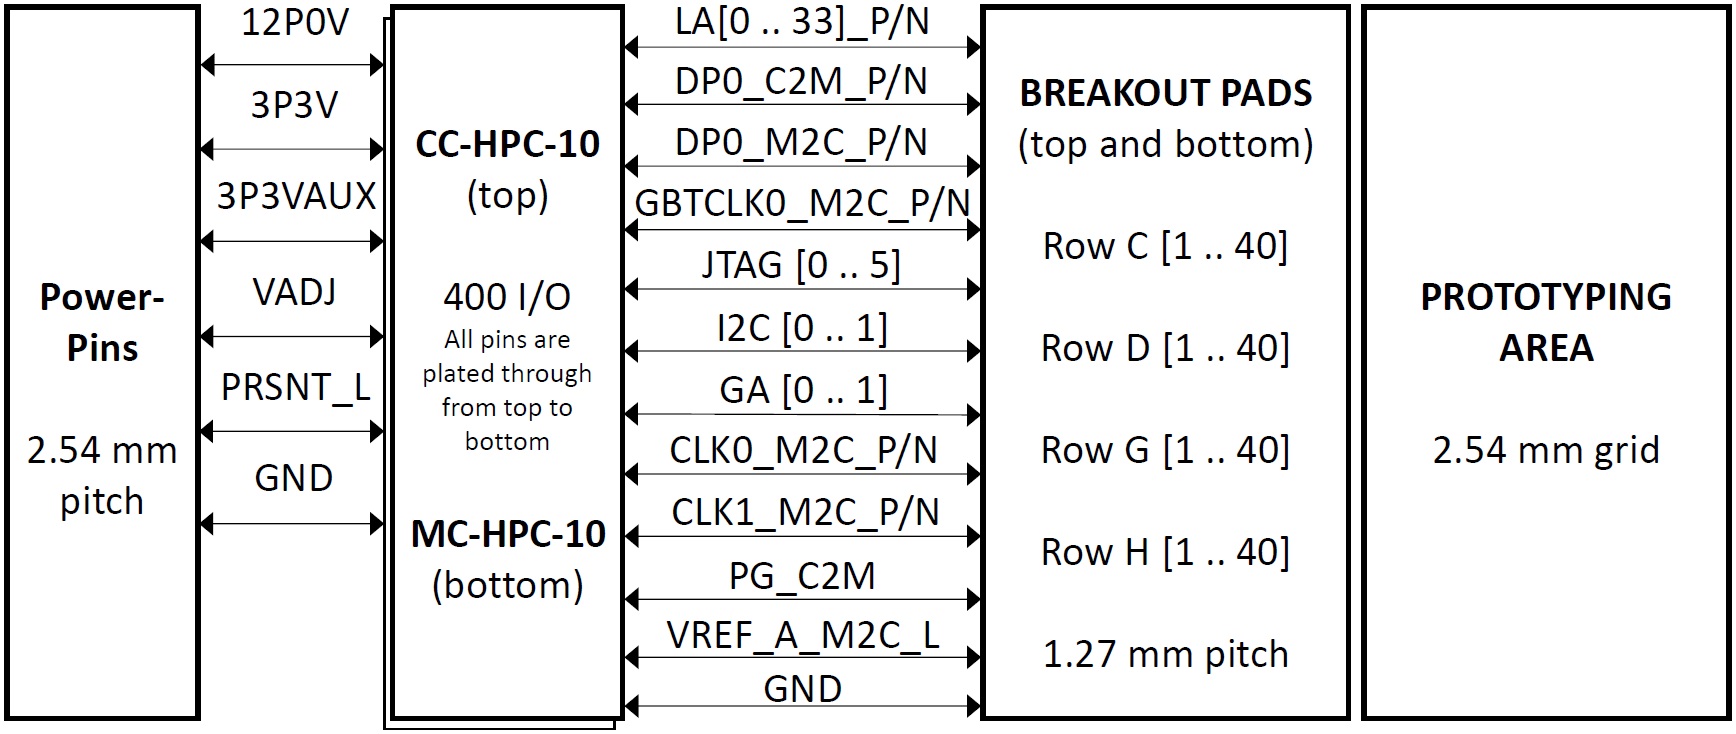 Power-
Pins
2.54 mm
pitch
12P0V
3P3V
3P3VAUX
VADJ
PRSNT_L
GND
CC-HPC-10
(top)
400 I/O
All pins are
plated through
from top to
bottom
MC-HPC-10
(bottom)
LA[0 .. 33]_P/N
DP0_C2M_P/N
DP0_M2C_P/N
GBTCLK0_M2C_P/N
JTAG [0 .. 5]
I2C [0 .. 1]
GA [0 .. 1]
CLK0_M2C_P/N
CLK1_M2C_P/N
PG_C2M
VREF_A_M2C_L
GND
BREAKOUT PADS
(top and bottom)
Row C [1 .. 40]
Row D [1 .. 40]
Row G [1 .. 40]
Row H [1 .. 40]
1.27 mm pitch
PROTOTYPING
AREA
2.54 mm grid